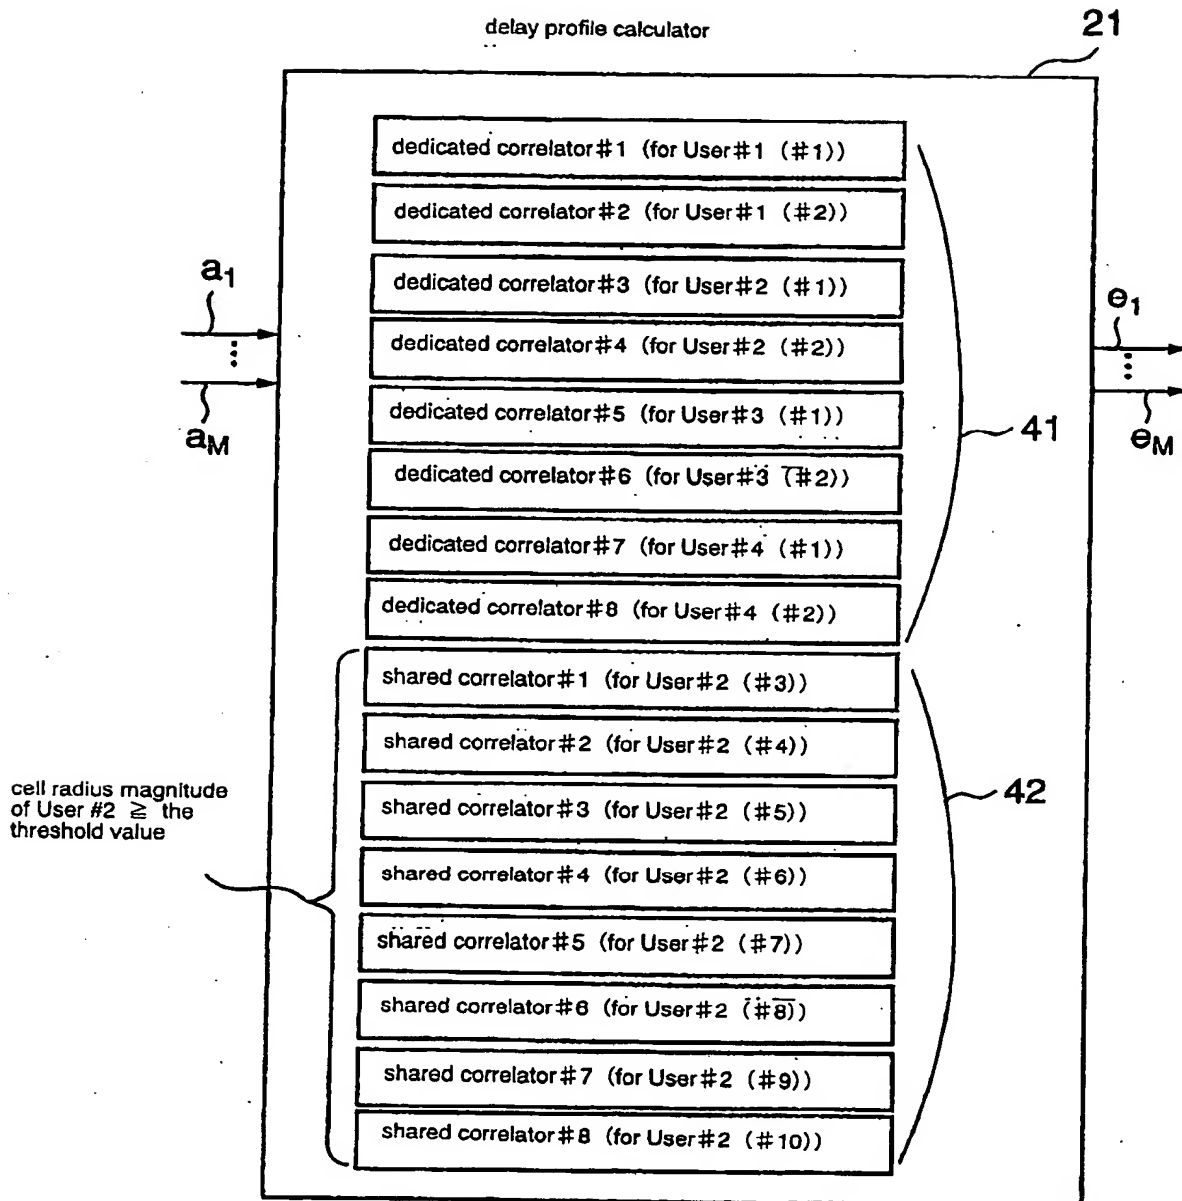 delay profile calculator
21
dedicated correlator#1 (for User#1 (#1))
dedicated correlator#2 (for User#1 (#2))
dedicated correlator#3 (for User#2 (#1))
dedicated correlator#4 (for User#2 (#2))
dedicated correlator#5 (for User#3 (#1))
dedicated correlator#6 (for User#3 (#2))
dedicated correlator#7 (for User#4 (#1))
dedicated correlator#8 (for User#4 (#2))
a1
⋮
aM
e1
⋮
eM
41
shared correlator#1 (for User#2 (#3))
shared correlator#2 (for User#2 (#4))
shared correlator#3 (for User#2 (#5))
shared correlator#4 (for User#2 (#6))
shared correlator#5 (for User#2 (#7))
shared correlator#6 (for User#2 (#8))
shared correlator#7 (for User#2 (#9))
shared correlator#8 (for User#2 (#10))
42
cell radius magnitude
of User #2 ≧ the
threshold value